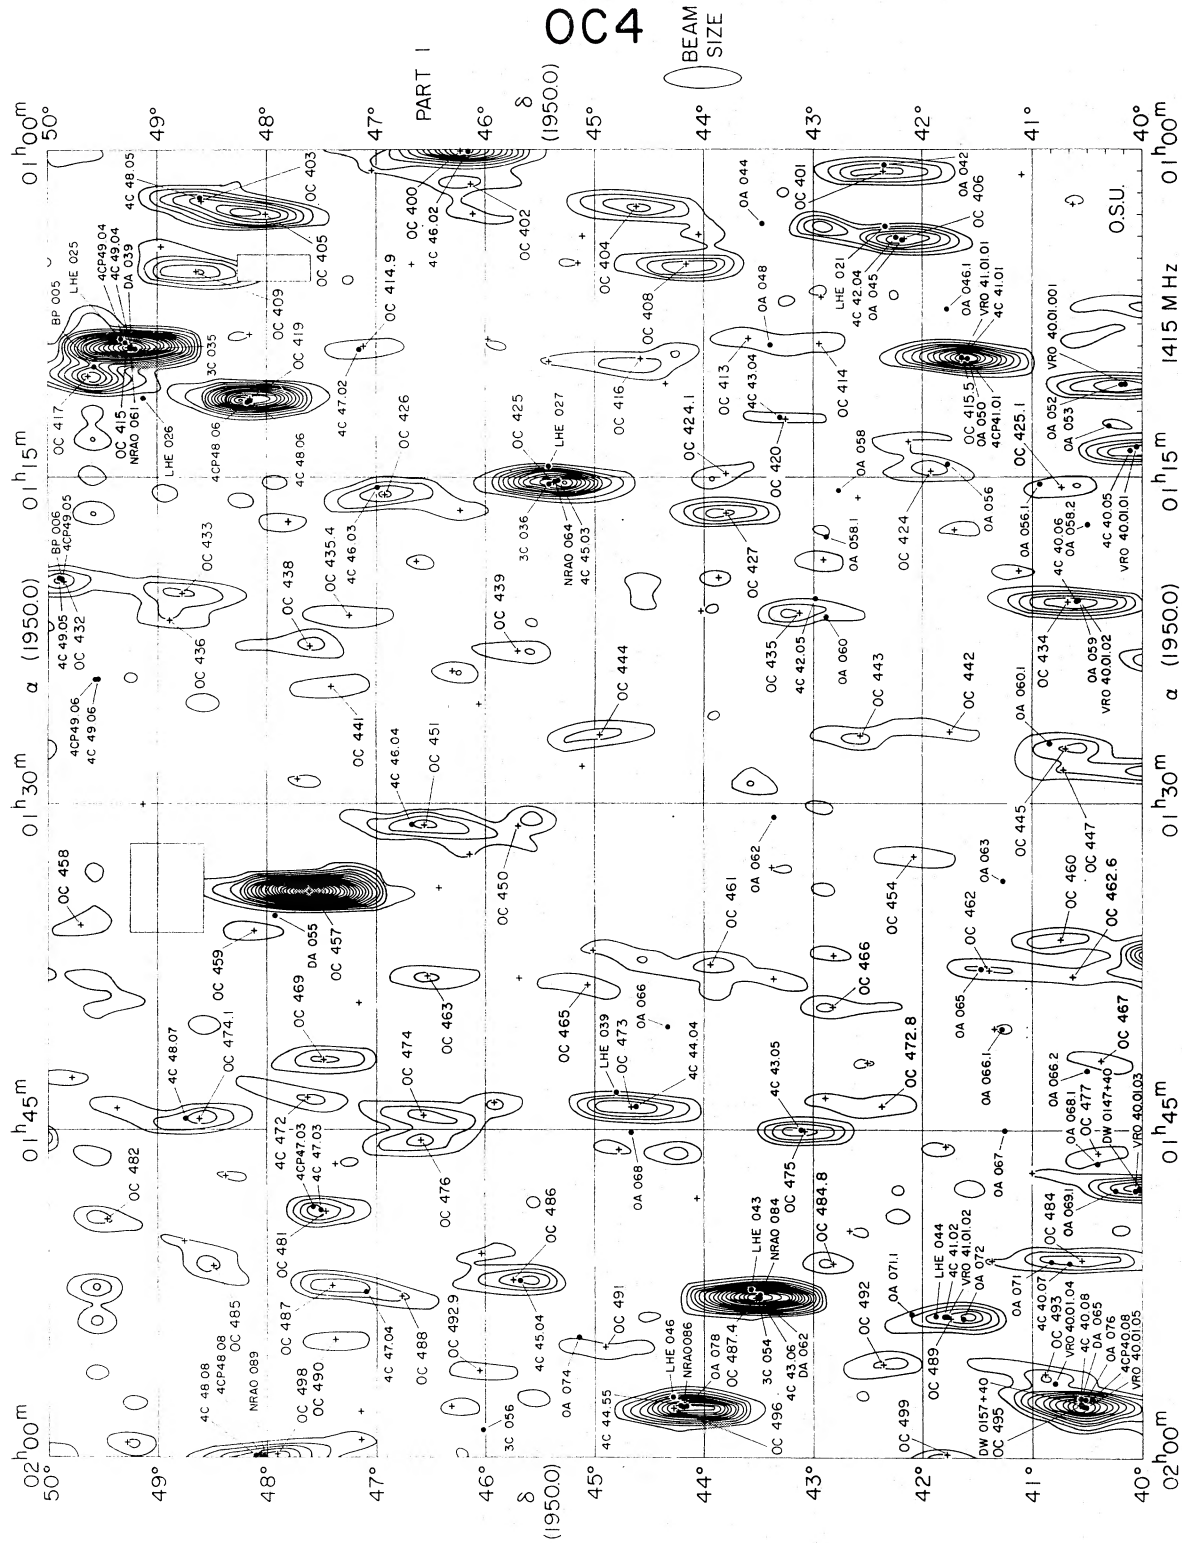 OC4
PART 1
BEAM
SIZE
O.S.U.
1415 MHz
α (1950.0)
α (1950.0)
δ
(1950.0)
δ
(1950.0)
01h00m
01h15m
01h30m
01h45m
02h00m
01h00m
01h15m
01h30m
01h45m
02h00m
50°
49°
48°
47°
46°
45°
44°
43°
42°
41°
40°
50°
49°
48°
47°
46°
45°
44°
43°
42°
41°
40°
4C 48.05
OC 403
OC 405
OC 400
4C 46.02
OC 402
OC 404
OA 044
OC 401
OA 042
OC 406
BP 005
LHE 025
4CP49.04
4C 49.04
DA 039
OC 409
OC 414.9
OC 408
OA 048
LHE 021
4C 42.04
OA 045
OA 046.1
VRO 41.01.01
4C 41.01
VRO 40.01.001
OC 417
OC 415
NRAO 061
LHE 026
3C 035
OC 419
4CP48 06
4C 48.06
4C 47.02
OC 426
OC 425
LHE 027
OC 416
OC 413
4C 43.04
OC 414
OC 424.1
OC 420
OA 058
OC 415.5
OA 050
4CP41.01
OC 425.1
OA 052
OA 053
BP006
4CP49.05
OC 433
4C 49.05
OC 432
OC 436
OC 438
OC 435.4
4C 46.03
3C 036
NRAO 064
4C 45.03
OC 427
OA 058.1
OC 424
OA 056
OA 056.1
4C 40.06
OA 058.2
4C 40.05
VRO 40.01.01
4CP49.06
4C 49.06
OC 441
OC 439
OC 444
OC 435
4C 42.05
OA 060
OC 443
OC 442
OC 434
OA 059
VRO 40.01.02
OA 060.1
4C 46.04
OC 451
OC 445
OC 447
OC 458
OC 459
DA 055
OC 457
OC 450
OA 062
OC 461
OC 454
OA 063
OC 462
OC 460
OC 462.6
OC 469
OC 463
OC 465
OA 066
OC 466
OA 065
OA 066.1
OC 467
4C 48.07
OC 474.1
OC 474
LHE 039
OC 473
4C 44.04
4C 43.05
OC 472.8
OA 066.2
OA 068.1
OC 477
DW 0147+40
VRO 40.01.03
OC 482
4C 472
4CP47.03
4C 47.03
OC 476
OA 068
OC 475
OA 067
OC 481
OC 486
LHE 043
NRAO 084
OC 484.8
OC 484
OA 069.1
OC 485
OC 487
4C 47.04
OC 488
OC 492.9
4C 45.04
OC 491
OA 074
OC 487.4
3C 054
4C 43.06
DA 062
OC 492
OA 071.1
LHE 044
4C 41.02
VRO 41.01.02
OA 072
OC 489
OA 071
4C 40.07
OC 493
VRO 40.01.04
4C 40.08
DA 065
OA 076
4CP40.08
VRO 40.01.05
4C 48 08
4CP48 08
NRAO 089
OC 498
OC 490
3C 056
4C 44.55
LHE 046
NRAO086
OA 078
OC 496
OC 499
DW 0157+40
OC 495